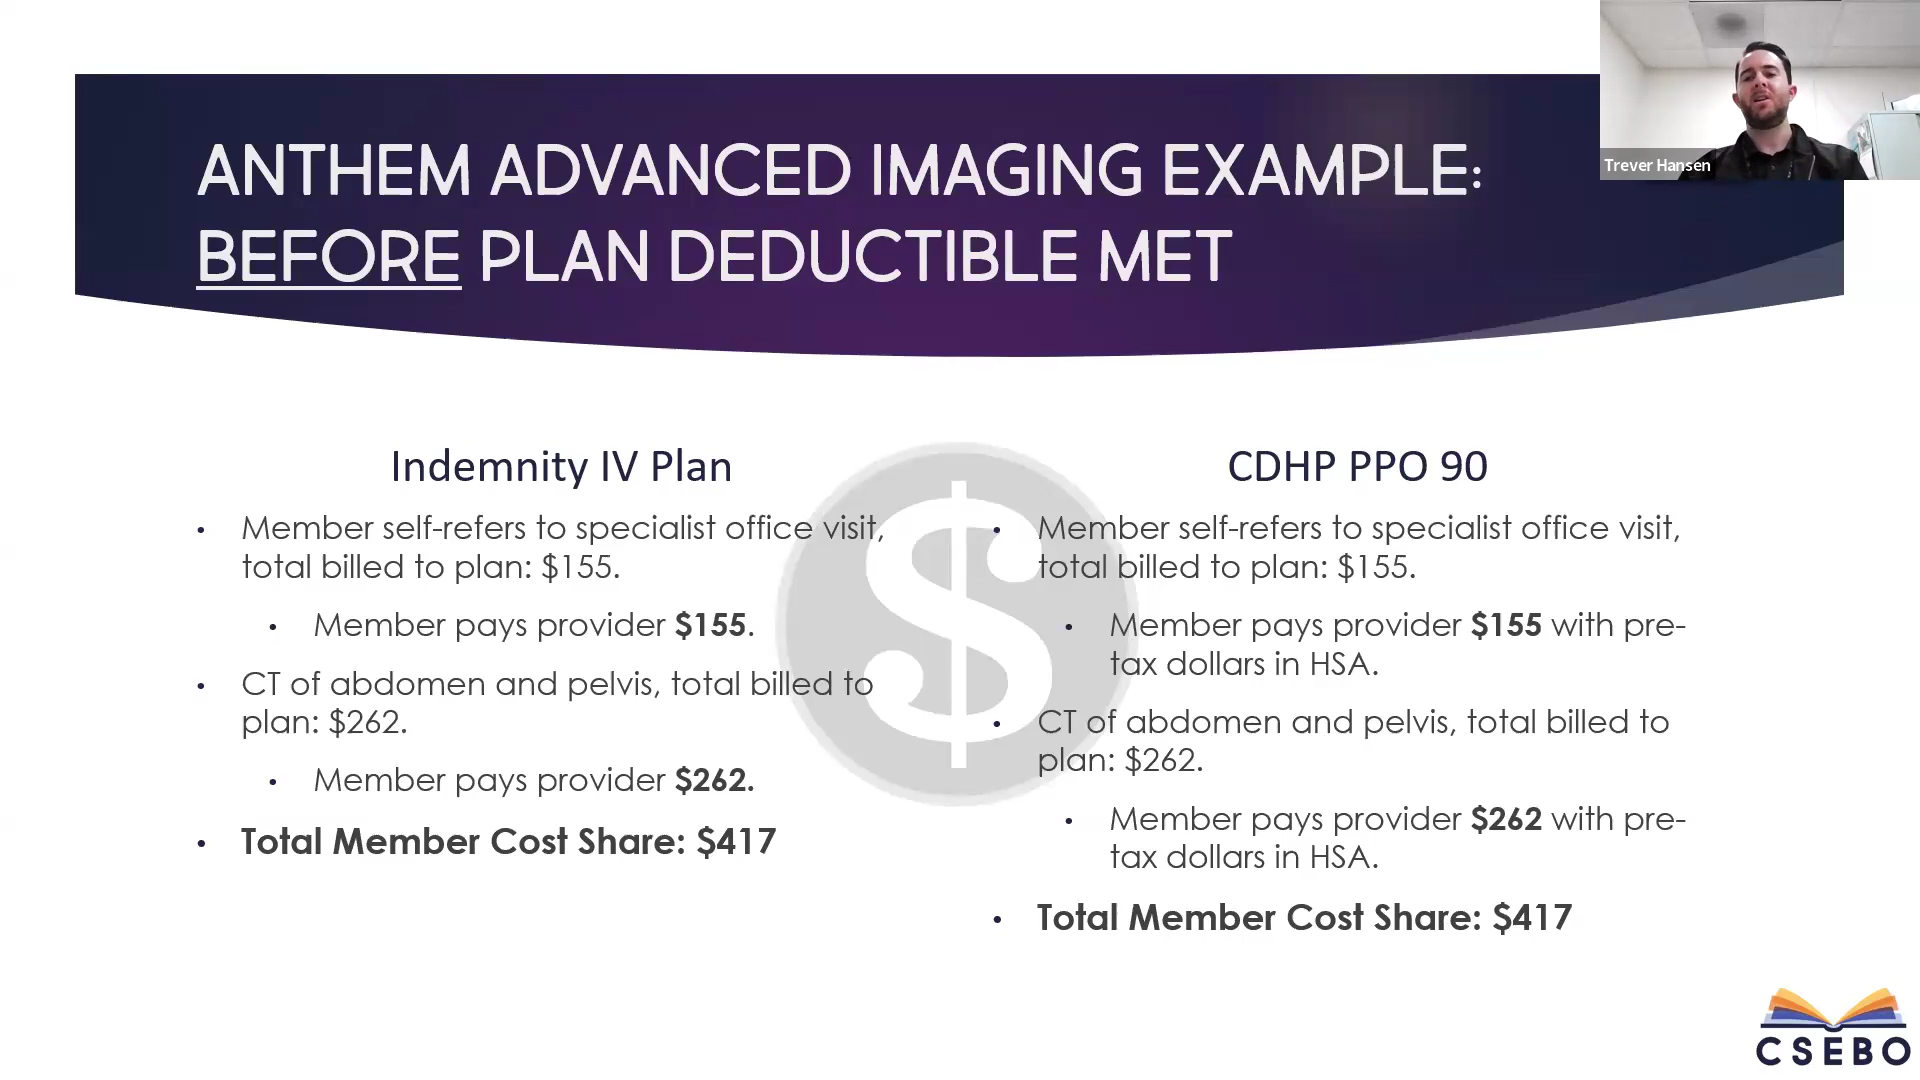 ANTHEM ADVANCED IMAGING EXAMPLE:
BEFORE PLAN DEDUCTIBLE MET
Trever Hansen
Indemnity IV Plan
• Member self-refers to specialist office visit,
total billed to plan: $155.
• Member pays provider $155.
• CT of abdomen and pelvis, total billed to
plan: $262.
• Member pays provider $262.
• Total Member Cost Share: $417
CDHP PPO 90
• Member self-refers to specialist office visit,
total billed to plan: $155.
• Member pays provider $155 with pre-
tax dollars in HSA.
• CT of abdomen and pelvis, total billed to
plan: $262.
• Member pays provider $262 with pre-
tax dollars in HSA.
• Total Member Cost Share: $417
$
CSEBO